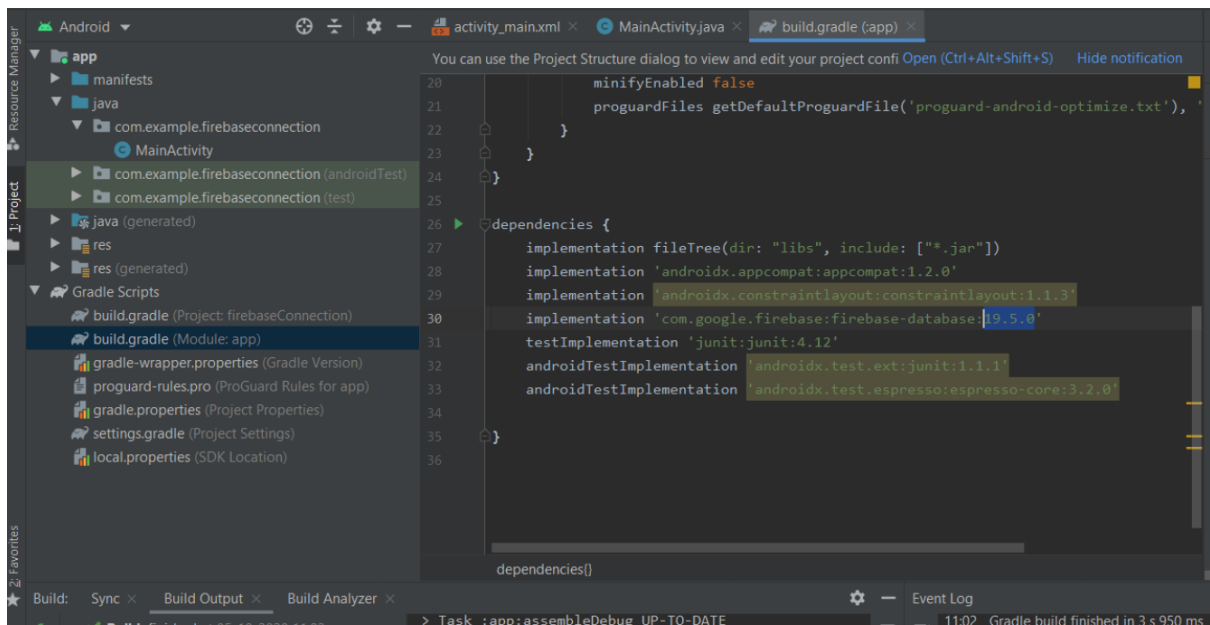 Android
activity_main.xml
MainActivity.java
build.gradle (:app)
Resource Manager
1: Project
2: Favorites
app
manifests
java
com.example.firebaseconnection
MainActivity
com.example.firebaseconnection (androidTest)
com.example.firebaseconnection (test)
java (generated)
res
res (generated)
Gradle Scripts
build.gradle (Project: firebaseConnection)
build.gradle (Module: app)
gradle-wrapper.properties (Gradle Version)
proguard-rules.pro (ProGuard Rules for app)
gradle.properties (Project Properties)
settings.gradle (Project Settings)
local.properties (SDK Location)
You can use the Project Structure dialog to view and edit your project confi Open (Ctrl+Alt+Shift+S) Hide notification
20 minifyEnabled false
21 proguardFiles getDefaultProguardFile('proguard-android-optimize.txt'), '
22 }
23 }
24 }
25
26 dependencies {
27 implementation fileTree(dir: "libs", include: ["*.jar"])
28 implementation 'androidx.appcompat:appcompat:1.2.0'
29 implementation 'androidx.constraintlayout:constraintlayout:1.1.3'
30 implementation 'com.google.firebase:firebase-database:19.5.0'
31 testImplementation 'junit:junit:4.12'
32 androidTestImplementation 'androidx.test.ext:junit:1.1.1'
33 androidTestImplementation 'androidx.test.espresso:espresso-core:3.2.0'
34
35 }
36
dependencies{}
Build: Sync Build Output Build Analyzer
Event Log
> Task :app:assembleDebug UP-TO-DATE
11:02 Gradle build finished in 3 s 950 ms